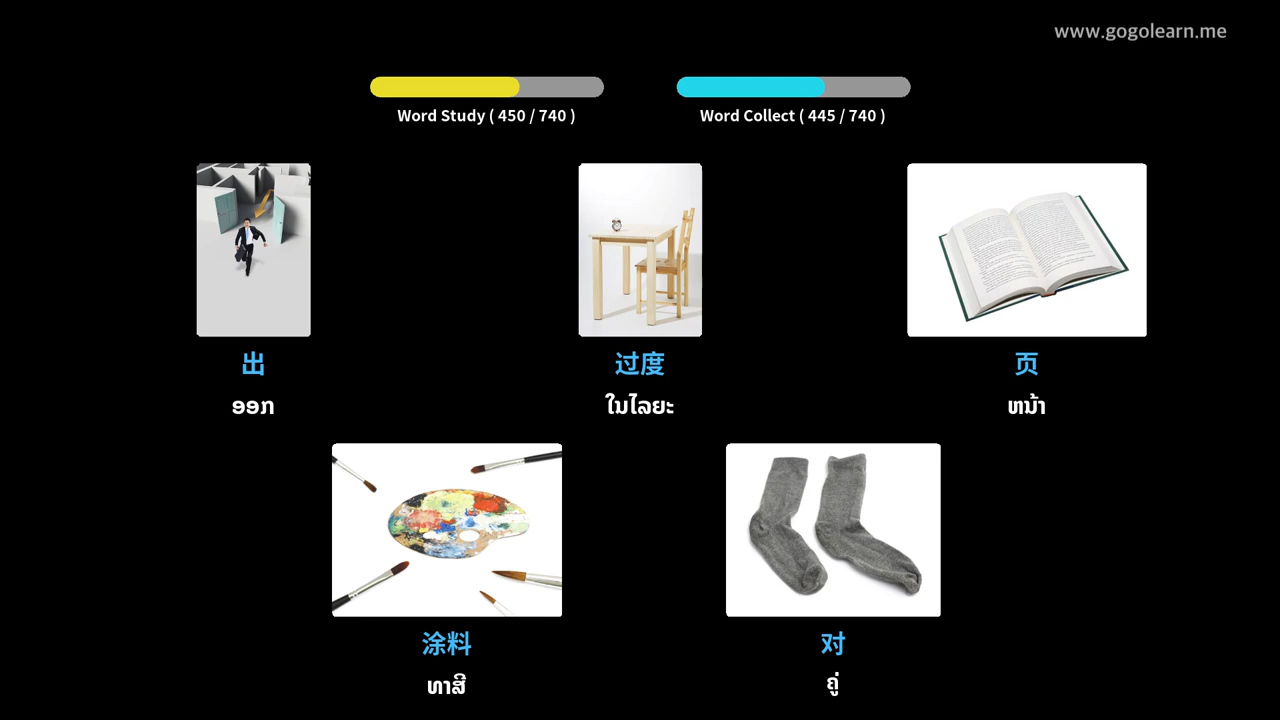 www.gogolearn.me
Word Study ( 450 / 740 )
Word Collect ( 445 / 740 )
出
过度
页
ອອກ
ໃນໄລຍະ
ຫນ້າ
涂料
对
ທາສີ
ຄູ່